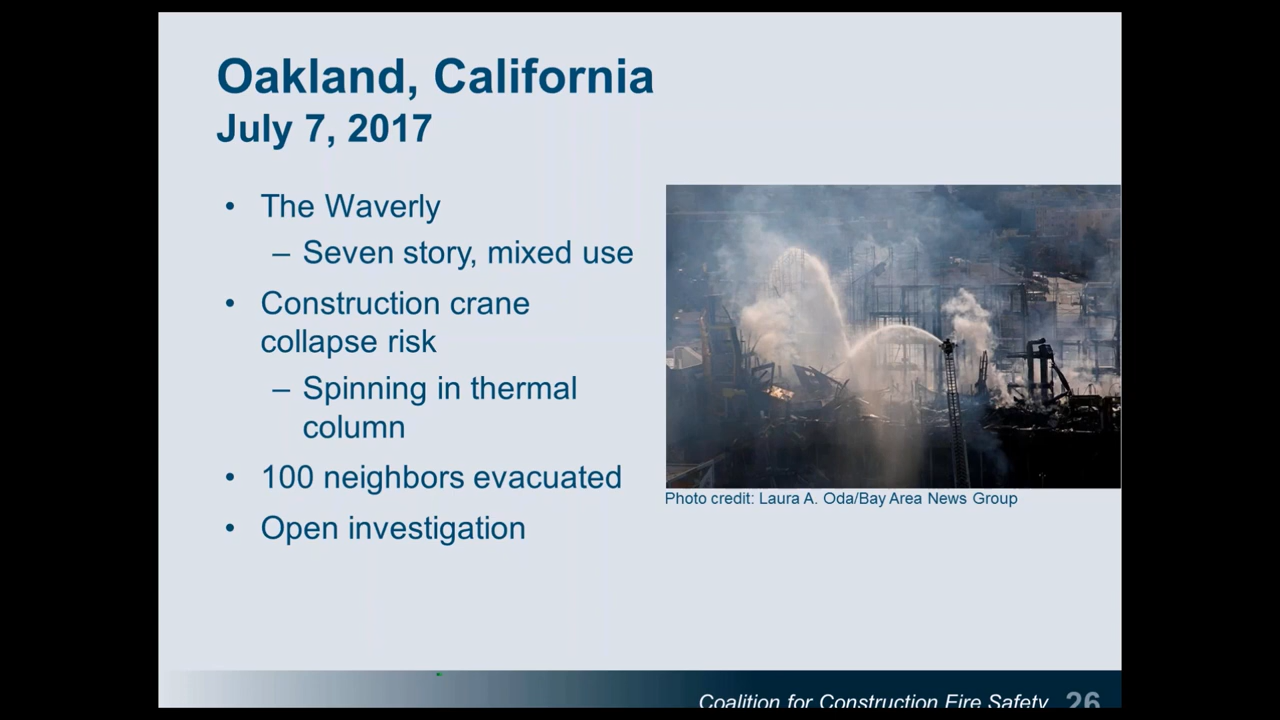 Oakland, California
July 7, 2017
• The Waverly
– Seven story, mixed use
• Construction crane
collapse risk
– Spinning in thermal
column
• 100 neighbors evacuated
• Open investigation
Photo credit: Laura A. Oda/Bay Area News Group
Coalition for Construction Fire Safety 26